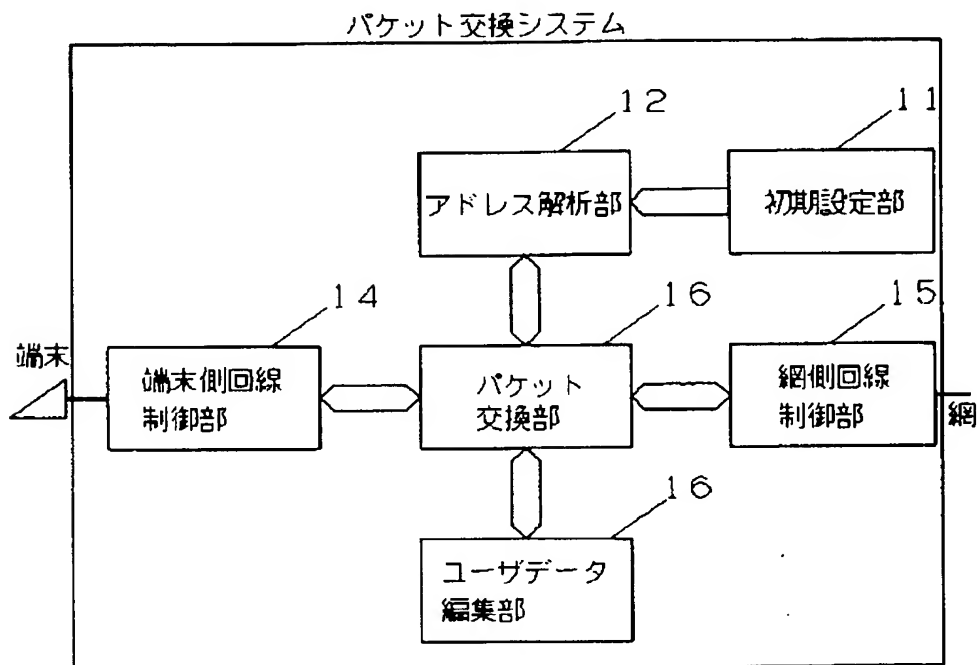 パケット交換システム
12
11
アドレス解析部
初期設定部
14
16
15
端末
端末側回線
制御部
パケット
交換部
網側回線
制御部
網
16
ユーザデータ
編集部